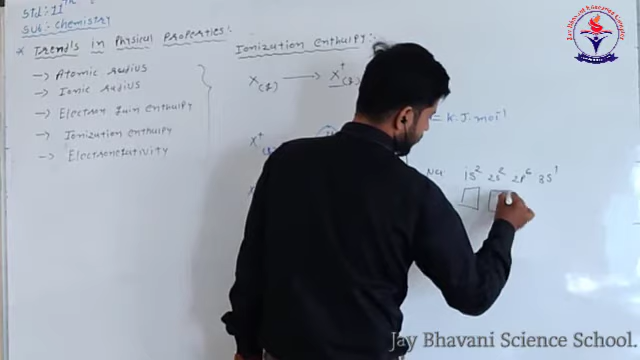 Std: 11th
Sub: Chemistry
* Trends in Physical Properties:-
→ Atomic radius
→ Ionic radius
→ Electron gain enthalpy
→ Ionization enthalpy
→ Electronegativity
Ionization enthalpy:-
X(g) → X+(g)
X+
= K.J. mol-1
Na: 1s² 2s² 2p⁶ 3s¹
Jay Bhavani Science School.